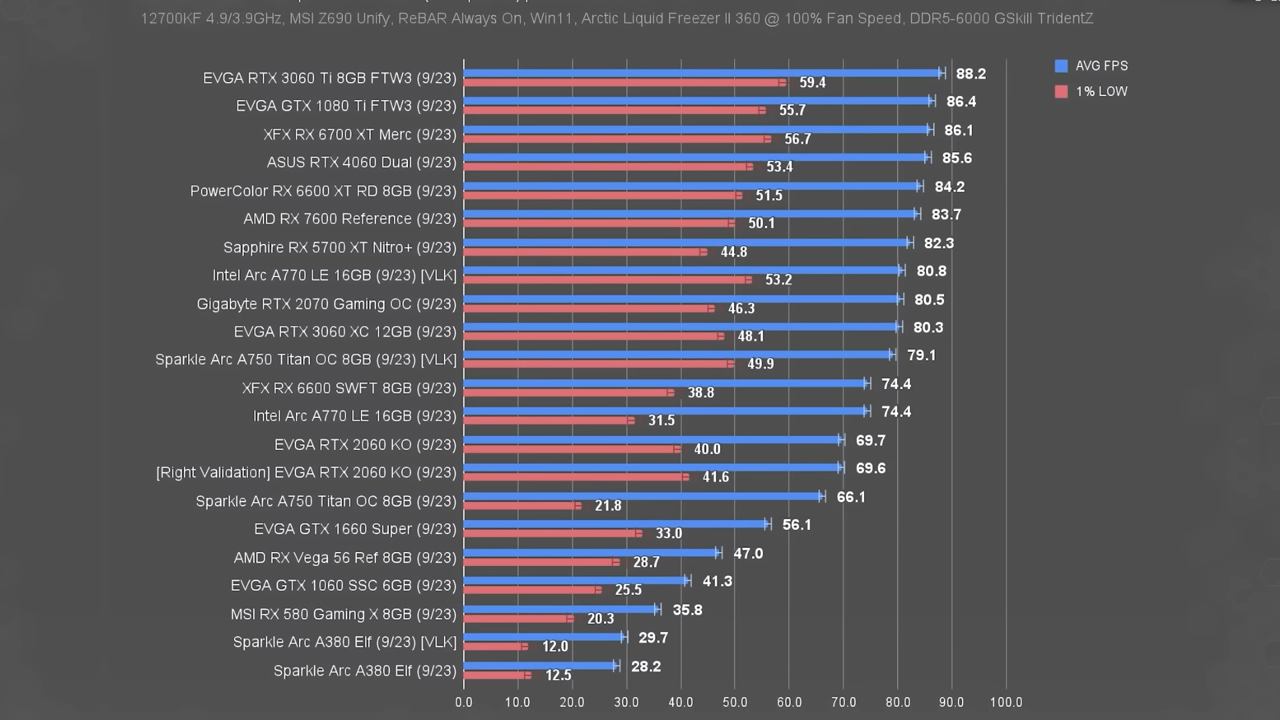 12700KF 4.9/3.9GHz, MSI Z690 Unify, ReBAR Always On, Win11, Arctic Liquid Freezer II 360 @ 100% Fan Speed, DDR5-6000 GSkill TridentZ
AVG FPS
1% LOW
EVGA RTX 3060 Ti 8GB FTW3 (9/23) 88.2
59.4
EVGA GTX 1080 Ti FTW3 (9/23) 86.4
55.7
XFX RX 6700 XT Merc (9/23) 86.1
56.7
ASUS RTX 4060 Dual (9/23) 85.6
53.4
PowerColor RX 6600 XT RD 8GB (9/23) 84.2
51.5
AMD RX 7600 Reference (9/23) 83.7
50.1
Sapphire RX 5700 XT Nitro+ (9/23) 82.3
44.8
Intel Arc A770 LE 16GB (9/23) [VLK] 80.8
53.2
Gigabyte RTX 2070 Gaming OC (9/23) 80.5
46.3
EVGA RTX 3060 XC 12GB (9/23) 80.3
48.1
Sparkle Arc A750 Titan OC 8GB (9/23) [VLK] 79.1
49.9
XFX RX 6600 SWFT 8GB (9/23) 74.4
38.8
Intel Arc A770 LE 16GB (9/23) 74.4
31.5
EVGA RTX 2060 KO (9/23) 69.7
40.0
[Right Validation] EVGA RTX 2060 KO (9/23) 69.6
41.6
Sparkle Arc A750 Titan OC 8GB (9/23) 66.1
21.8
EVGA GTX 1660 Super (9/23) 56.1
33.0
AMD RX Vega 56 Ref 8GB (9/23) 47.0
28.7
EVGA GTX 1060 SSC 6GB (9/23) 41.3
25.5
MSI RX 580 Gaming X 8GB (9/23) 35.8
20.3
Sparkle Arc A380 Elf (9/23) [VLK] 29.7
12.0
Sparkle Arc A380 Elf (9/23) 28.2
12.5
0.0 10.0 20.0 30.0 40.0 50.0 60.0 70.0 80.0 90.0 100.0